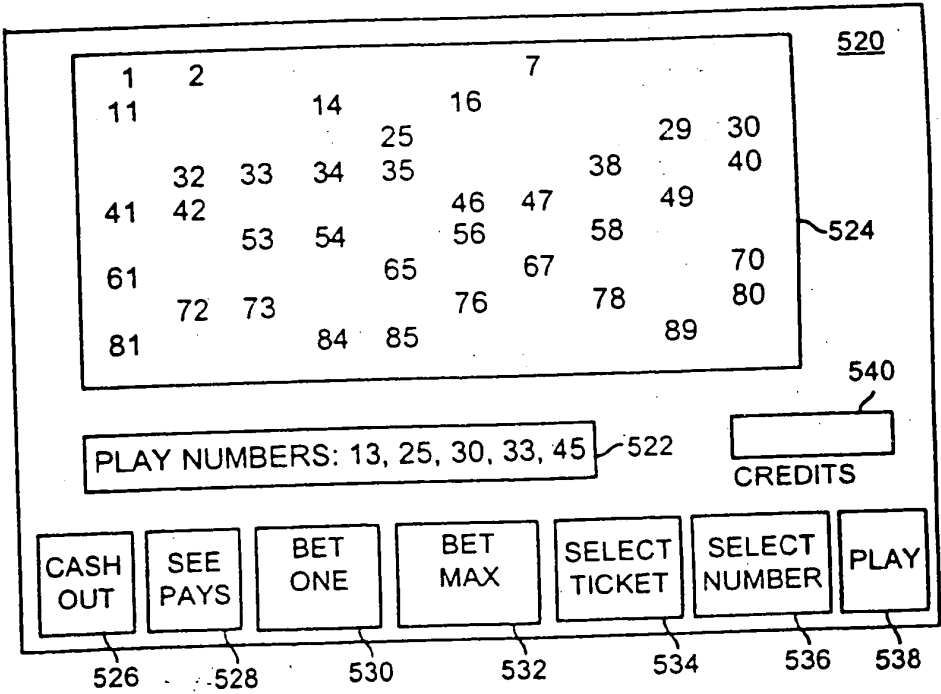 520
1 2 7
11 14 16
25 29 30
32 33 34 35 38 40
41 42 46 47 49
53 54 56 58
524
61 65 67 70
72 73 76 78 80
81 84 85 89
540
PLAY NUMBERS: 13, 25, 30, 33, 45
522
CREDITS
CASH OUT
SEE PAYS
BET ONE
BET MAX
SELECT TICKET
SELECT NUMBER
PLAY
526 528 530 532 534 536 538